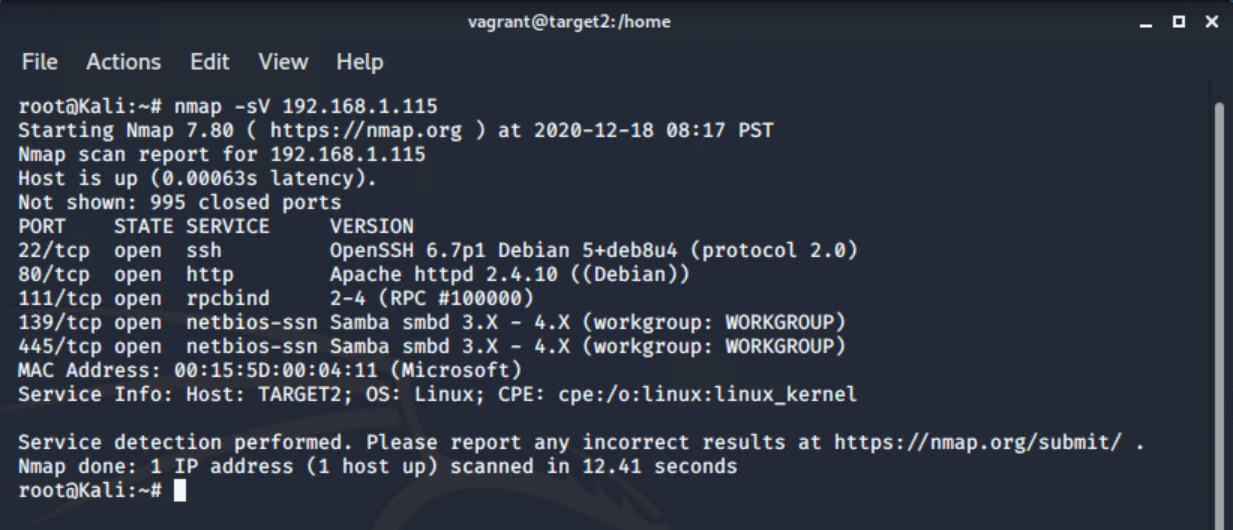 vagrant@target2:/home
File Actions Edit View Help
root@Kali:~# nmap -sV 192.168.1.115
Starting Nmap 7.80 ( https://nmap.org ) at 2020-12-18 08:17 PST
Nmap scan report for 192.168.1.115
Host is up (0.00063s latency).
Not shown: 995 closed ports
PORT    STATE SERVICE     VERSION
22/tcp  open  ssh         OpenSSH 6.7p1 Debian 5+deb8u4 (protocol 2.0)
80/tcp  open  http        Apache httpd 2.4.10 ((Debian))
111/tcp open  rpcbind     2-4 (RPC #100000)
139/tcp open  netbios-ssn Samba smbd 3.X - 4.X (workgroup: WORKGROUP)
445/tcp open  netbios-ssn Samba smbd 3.X - 4.X (workgroup: WORKGROUP)
MAC Address: 00:15:5D:00:04:11 (Microsoft)
Service Info: Host: TARGET2; OS: Linux; CPE: cpe:/o:linux:linux_kernel
Service detection performed. Please report any incorrect results at https://nmap.org/submit/ .
Nmap done: 1 IP address (1 host up) scanned in 12.41 seconds
root@Kali:~#